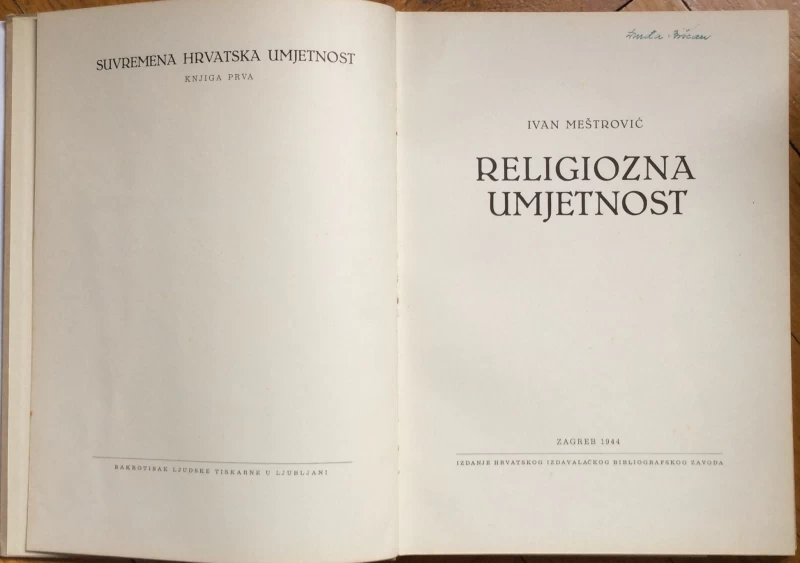 SUVREMENA HRVATSKA UMJETNOST
KNJIGA PRVA
BAKROTISAK LJUDSKE TISKARNE U LJUBLJANI
IVAN MEŠTROVIĆ
RELIGIOZNA
UMJETNOST
ZAGREB 1944
IZDANJE HRVATSKOG IZDAVALAČKOG BIBLIOGRAFSKOG ZAVODA